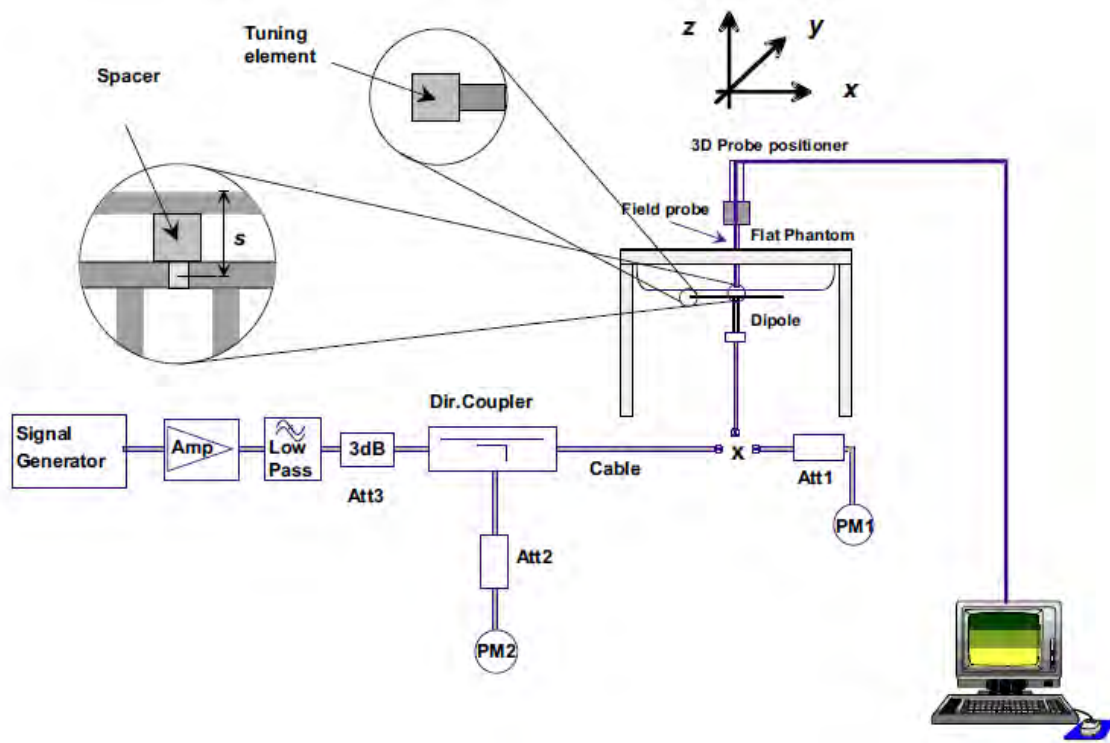 Tuning
element
Spacer
s
z
y
x
3D Probe positioner
Field probe
Flat Phantom
Dipole
Dir.Coupler
Signal
Generator
Amp
Low
Pass
3dB
Att3
Cable
X
Att1
PM1
Att2
PM2